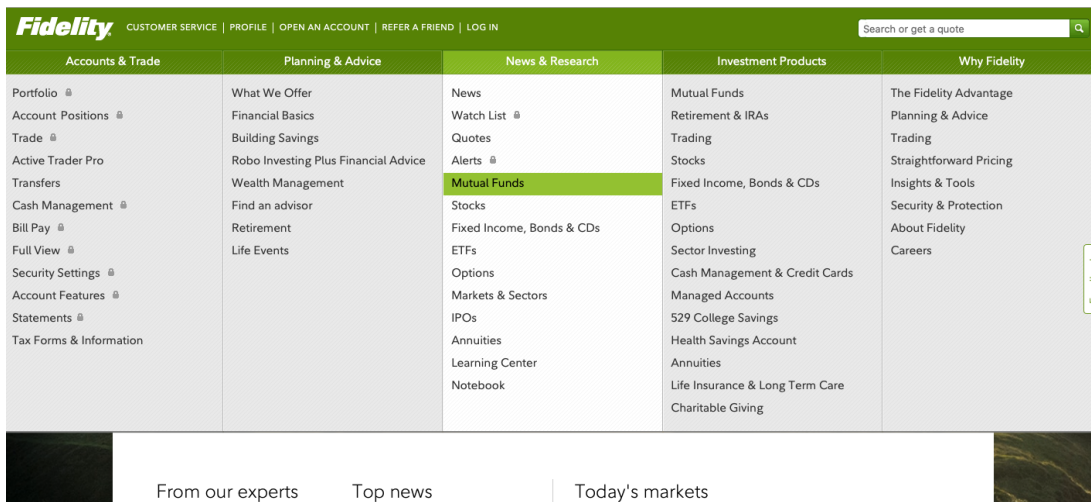 Fidelity
CUSTOMER SERVICE | PROFILE | OPEN AN ACCOUNT | REFER A FRIEND | LOG IN
Search or get a quote
Accounts & Trade
Portfolio
Account Positions
Trade
Active Trader Pro
Transfers
Cash Management
Bill Pay
Full View
Security Settings
Account Features
Statements
Tax Forms & Information
Planning & Advice
What We Offer
Financial Basics
Building Savings
Robo Investing Plus Financial Advice
Wealth Management
Find an advisor
Retirement
Life Events
News & Research
News
Watch List
Quotes
Alerts
Mutual Funds
Stocks
Fixed Income, Bonds & CDs
ETFs
Options
Markets & Sectors
IPOs
Annuities
Learning Center
Notebook
Investment Products
Mutual Funds
Retirement & IRAs
Trading
Stocks
Fixed Income, Bonds & CDs
ETFs
Options
Sector Investing
Cash Management & Credit Cards
Managed Accounts
529 College Savings
Health Savings Account
Annuities
Life Insurance & Long Term Care
Charitable Giving
Why Fidelity
The Fidelity Advantage
Planning & Advice
Trading
Straightforward Pricing
Insights & Tools
Security & Protection
About Fidelity
Careers
From our experts
Top news
Today's markets